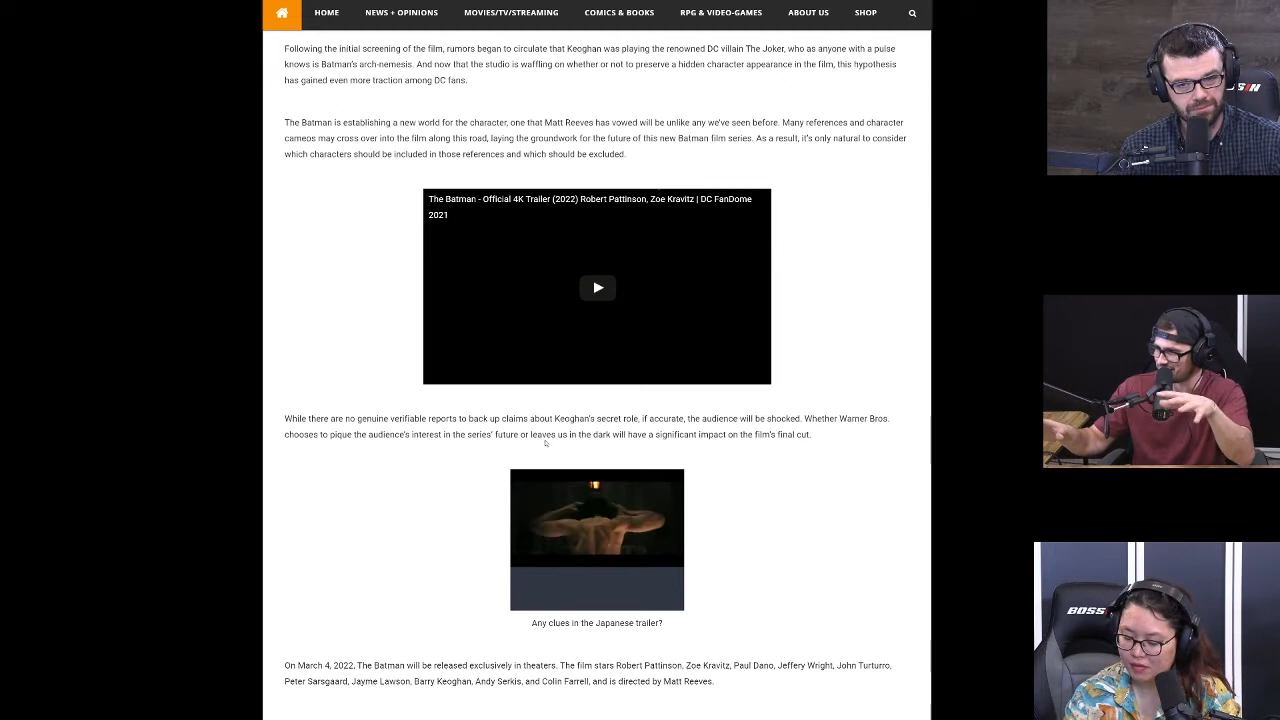 HOME NEWS + OPINIONS MOVIES/TV/STREAMING COMICS & BOOKS RPG & VIDEO-GAMES ABOUT US SHOP
Following the initial screening of the film, rumors began to circulate that Keoghan was playing the renowned DC villain The Joker, who as anyone with a pulse
knows is Batman's arch-nemesis. And now that the studio is waffling on whether or not to preserve a hidden character appearance in the film, this hypothesis
has gained even more traction among DC fans.
The Batman is establishing a new world for the character, one that Matt Reeves has vowed will be unlike any we've seen before. Many references and character
cameos may cross over into the film along this road, laying the groundwork for the future of this new Batman film series. As a result, it's only natural to consider
which characters should be included in those references and which should be excluded.
The Batman - Official 4K Trailer (2022) Robert Pattinson, Zoe Kravitz | DC FanDome
2021
While there are no genuine verifiable reports to back up claims about Keoghan's secret role, if accurate, the audience will be shocked. Whether Warner Bros.
chooses to pique the audience's interest in the series' future or leaves us in the dark will have a significant impact on the film's final cut.
Any clues in the Japanese trailer?
On March 4, 2022, The Batman will be released exclusively in theaters. The film stars Robert Pattinson, Zoe Kravitz, Paul Dano, Jeffery Wright, John Turturro,
Peter Sarsgaard, Jayme Lawson, Barry Keoghan, Andy Serkis, and Colin Farrell, and is directed by Matt Reeves.
BOSS